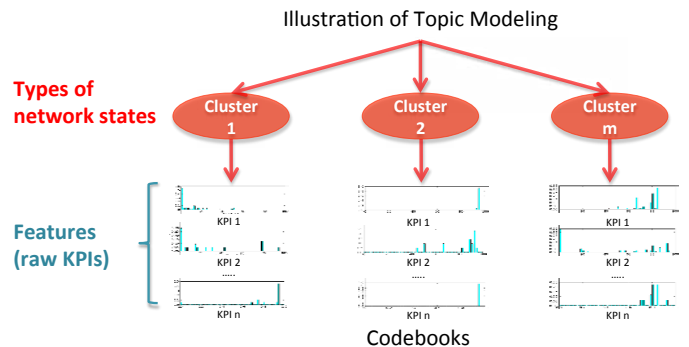 Illustration of Topic Modeling
Types of
network states
Cluster
1
Cluster
2
Cluster
m
Features
(raw KPIs)
KPI 1
KPI 1
KPI 1
KPI 2
KPI 2
KPI 2
.....
.....
.....
KPI n
KPI n
KPI n
Codebooks